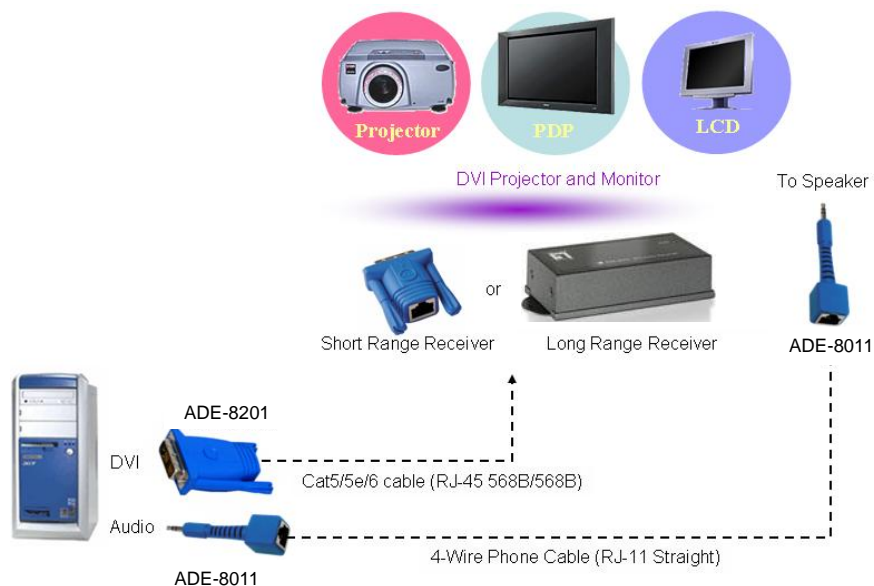 Projector
PDP
LCD
DVI Projector and Monitor
To Speaker
or
Short Range Receiver
Long Range Receiver
ADE-8011
ADE-8201
DVI
Cat5/5e/6 cable (RJ-45 568B/568B)
Audio
4-Wire Phone Cable (RJ-11 Straight)
ADE-8011